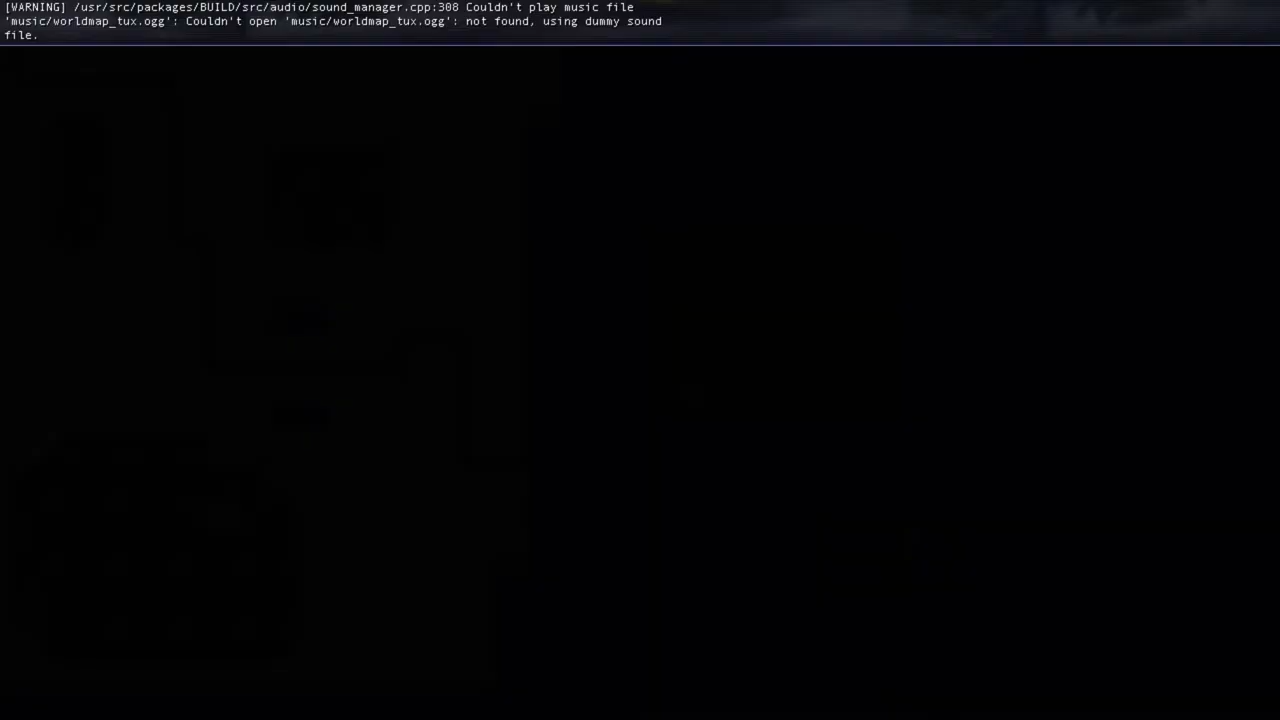 [WARNING] /usr/src/packages/BUILD/src/audio/sound_manager.cpp:308 Couldn't play music file
'music/worldmap_tux.ogg': Couldn't open 'music/worldmap_tux.ogg': not found, using dummy sound
file.